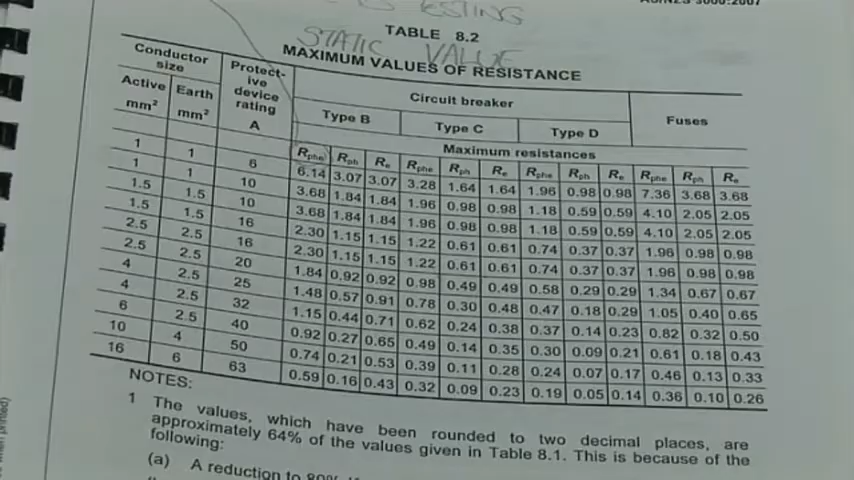 3000:2007
TESTING
TABLE 8.2
STATIC VALUE
MAXIMUM VALUES OF RESISTANCE
Conductor size Protect-ive device rating Circuit breaker Fuses
Active Earth Type B Type C Type D
mm² mm² A Maximum resistances
Rphe Rph Re Rphe Rph Re Rphe Rph Re Rphe Rph Re
1 1 6 6.14 3.07 3.07 3.28 1.64 1.64 1.96 0.98 0.98 7.36 3.68 3.68
1 1 10 3.68 1.84 1.84 1.96 0.98 0.98 1.18 0.59 0.59 4.10 2.05 2.05
1.5 1.5 10 3.68 1.84 1.84 1.96 0.98 0.98 1.18 0.59 0.59 4.10 2.05 2.05
1.5 1.5 16 2.30 1.15 1.15 1.22 0.61 0.61 0.74 0.37 0.37 1.96 0.98 0.98
2.5 2.5 16 2.30 1.15 1.15 1.22 0.61 0.61 0.74 0.37 0.37 1.96 0.98 0.98
2.5 2.5 20 1.84 0.92 0.92 0.98 0.49 0.49 0.58 0.29 0.29 1.34 0.67 0.67
4 2.5 25 1.48 0.57 0.91 0.78 0.30 0.48 0.47 0.18 0.29 1.05 0.40 0.65
4 2.5 32 1.15 0.44 0.71 0.62 0.24 0.38 0.37 0.14 0.23 0.82 0.32 0.50
6 2.5 40 0.92 0.27 0.65 0.49 0.14 0.35 0.30 0.09 0.21 0.61 0.18 0.43
10 4 50 0.74 0.21 0.53 0.39 0.11 0.28 0.24 0.07 0.17 0.46 0.13 0.33
16 6 63 0.59 0.16 0.43 0.32 0.09 0.23 0.19 0.05 0.14 0.36 0.10 0.26
NOTES:
1 The values, which have been rounded to two decimal places, are
approximately 64% of the values given in Table 8.1. This is because of the
following:
(a) A reduction to 80%
when printed)